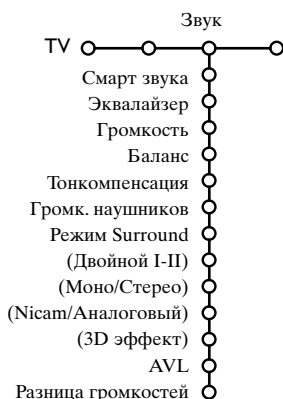 Звук
TV
Смарт звука
Эквалайзер
Громкость
Баланс
Тонкомпенсация
Громк. наушников
Режим Surround
(Двойной I-II)
(Моно/Стерео)
(Nicam/Аналоговый)
(3D эффект)
AVL
Разница громкостей